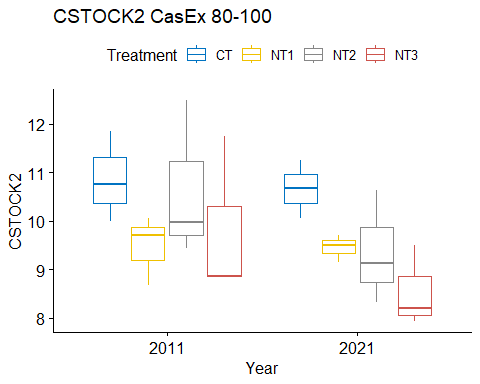 CSTOCK2 CasEx 80-100
Treatment CT NT1 NT2 NT3
CSTOCK2
12
11
10
9
8
2011 2021
Year